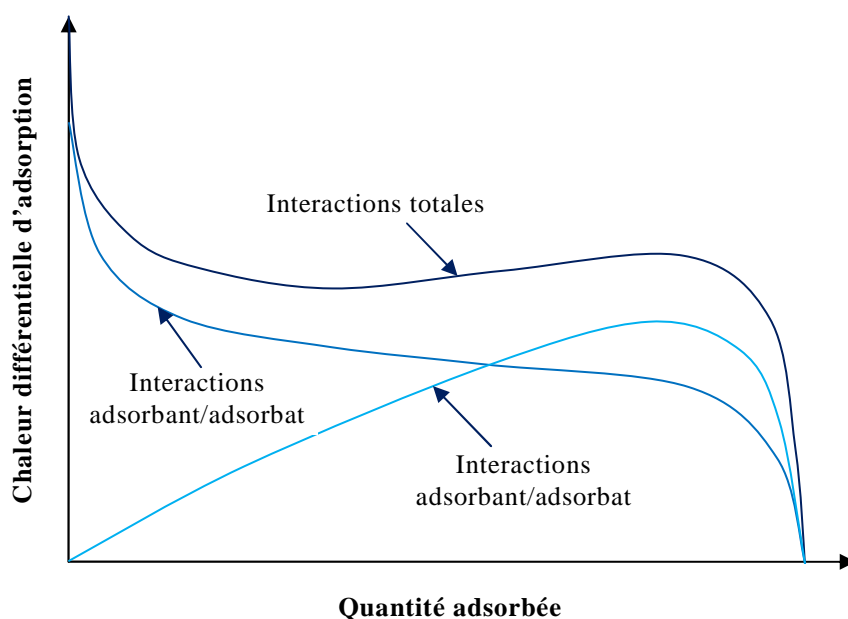 Chaleur différentielle d’adsorption
Interactions totales
Interactions
adsorbant/adsorbat
Interactions
adsorbant/adsorbat
Quantité adsorbée